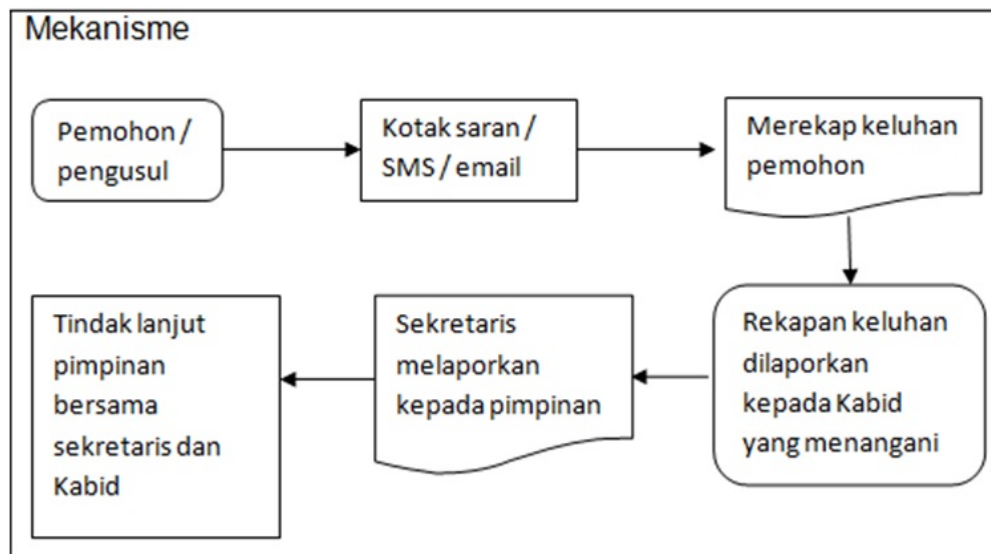 Mekanisme
Pemohon /
pengusul
Kotak saran /
SMS / email
Merekap keluhan
pemohon
Rekapan keluhan
dilaporkan
kepada Kabid
yang menangani
Sekretaris
melaporkan
kepada pimpinan
Tindak lanjut
pimpinan
bersama
sekretaris dan
Kabid